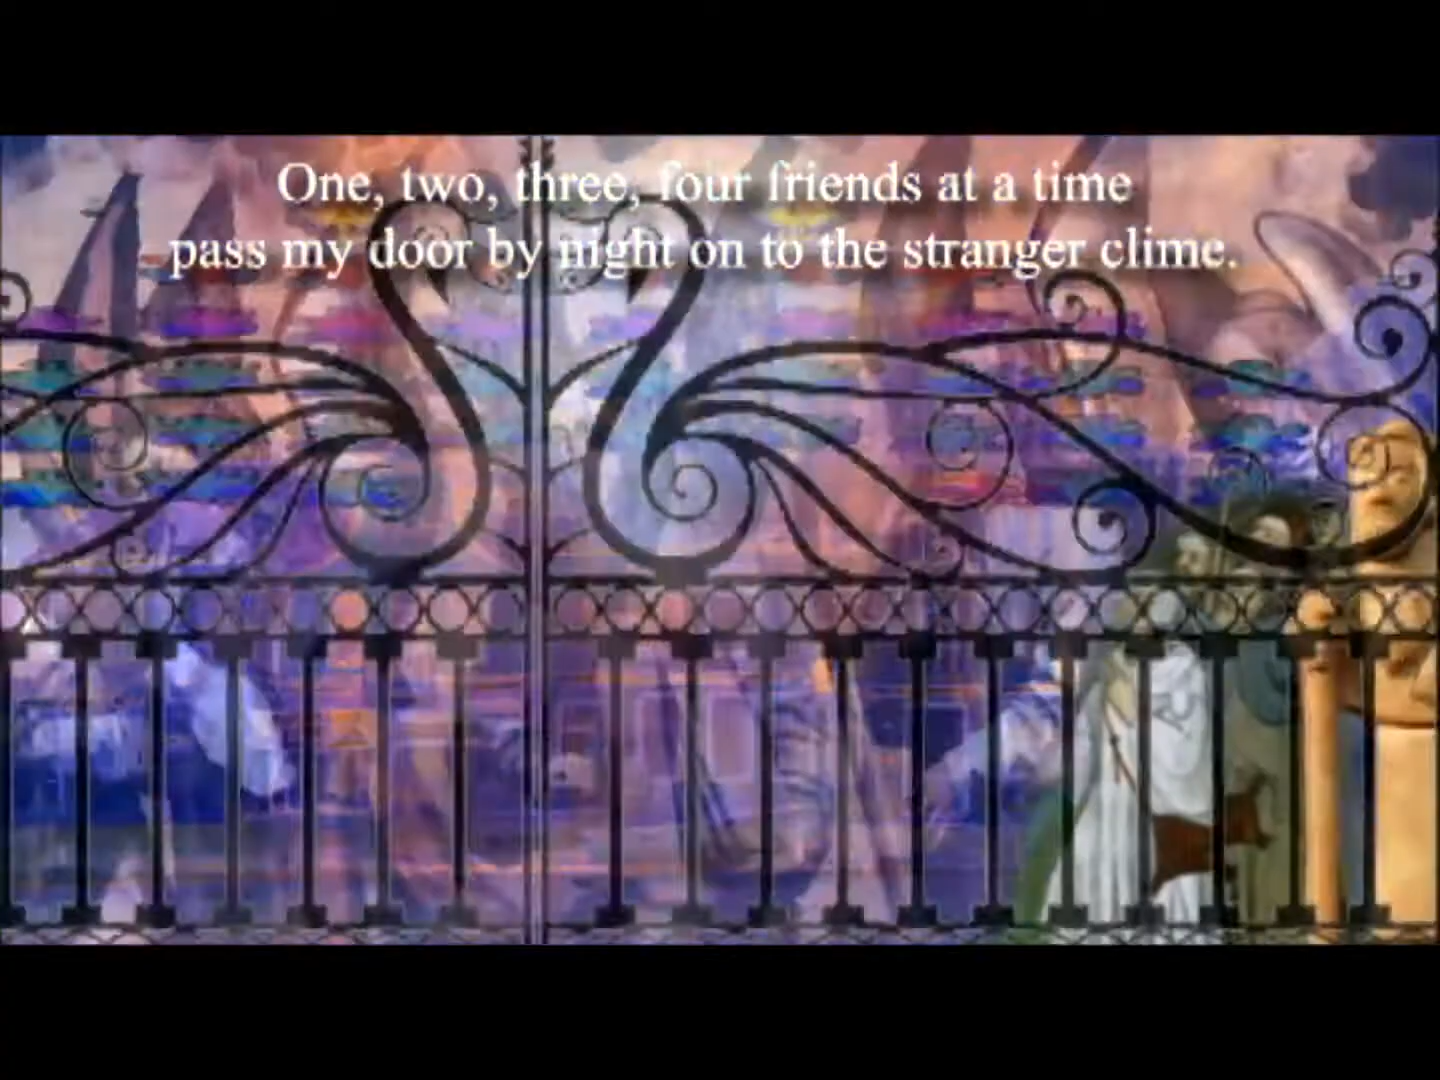 One, two, three, four friends at a time
pass my door by night on to the stranger clime.